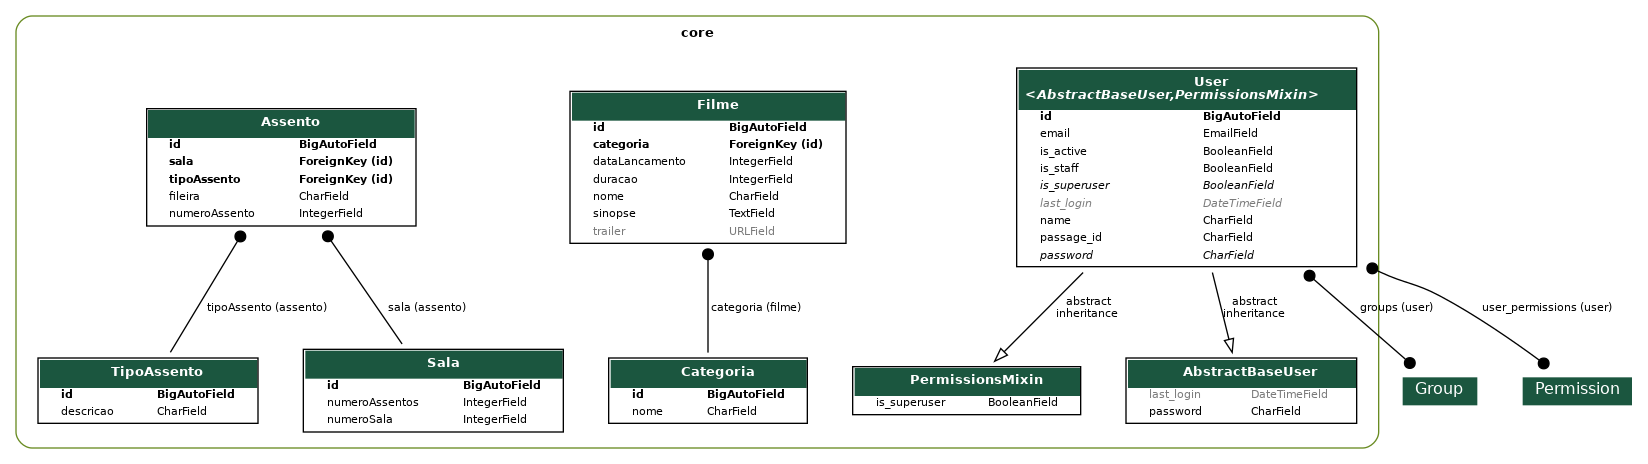 core
Assento
id BigAutoField
sala ForeignKey (id)
tipoAssento ForeignKey (id)
fileira CharField
numeroAssento IntegerField
Filme
id BigAutoField
categoria ForeignKey (id)
dataLancamento IntegerField
duracao IntegerField
nome CharField
sinopse TextField
trailer URLField
User
<AbstractBaseUser,PermissionsMixin>
id BigAutoField
email EmailField
is_active BooleanField
is_staff BooleanField
is_superuser BooleanField
last_login DateTimeField
name CharField
passage_id CharField
password CharField
tipoAssento (assento)
sala (assento)
categoria (filme)
abstract
inheritance
abstract
inheritance
groups (user)
user_permissions (user)
TipoAssento
id BigAutoField
descricao CharField
Sala
id BigAutoField
numeroAssentos IntegerField
numeroSala IntegerField
Categoria
id BigAutoField
nome CharField
PermissionsMixin
is_superuser BooleanField
AbstractBaseUser
last_login DateTimeField
password CharField
Group
Permission